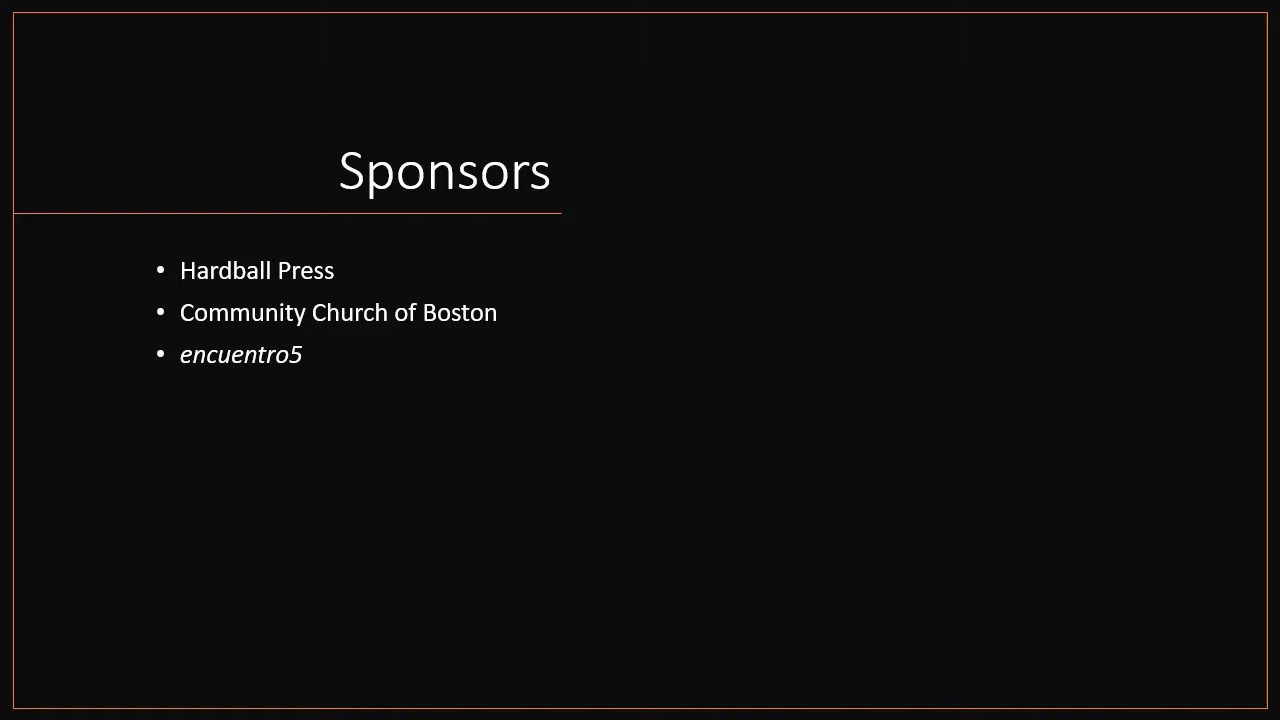 Sponsors
• Hardball Press
• Community Church of Boston
• encuentro5